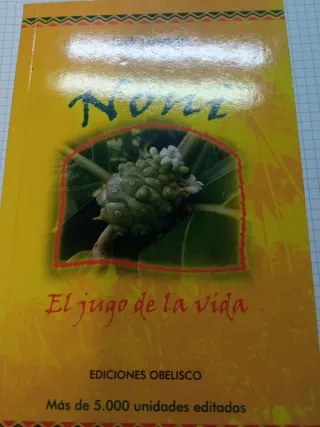 Noni
El jugo de la vida
EDICIONES OBELISCO
Más de 5.000 unidades editadas